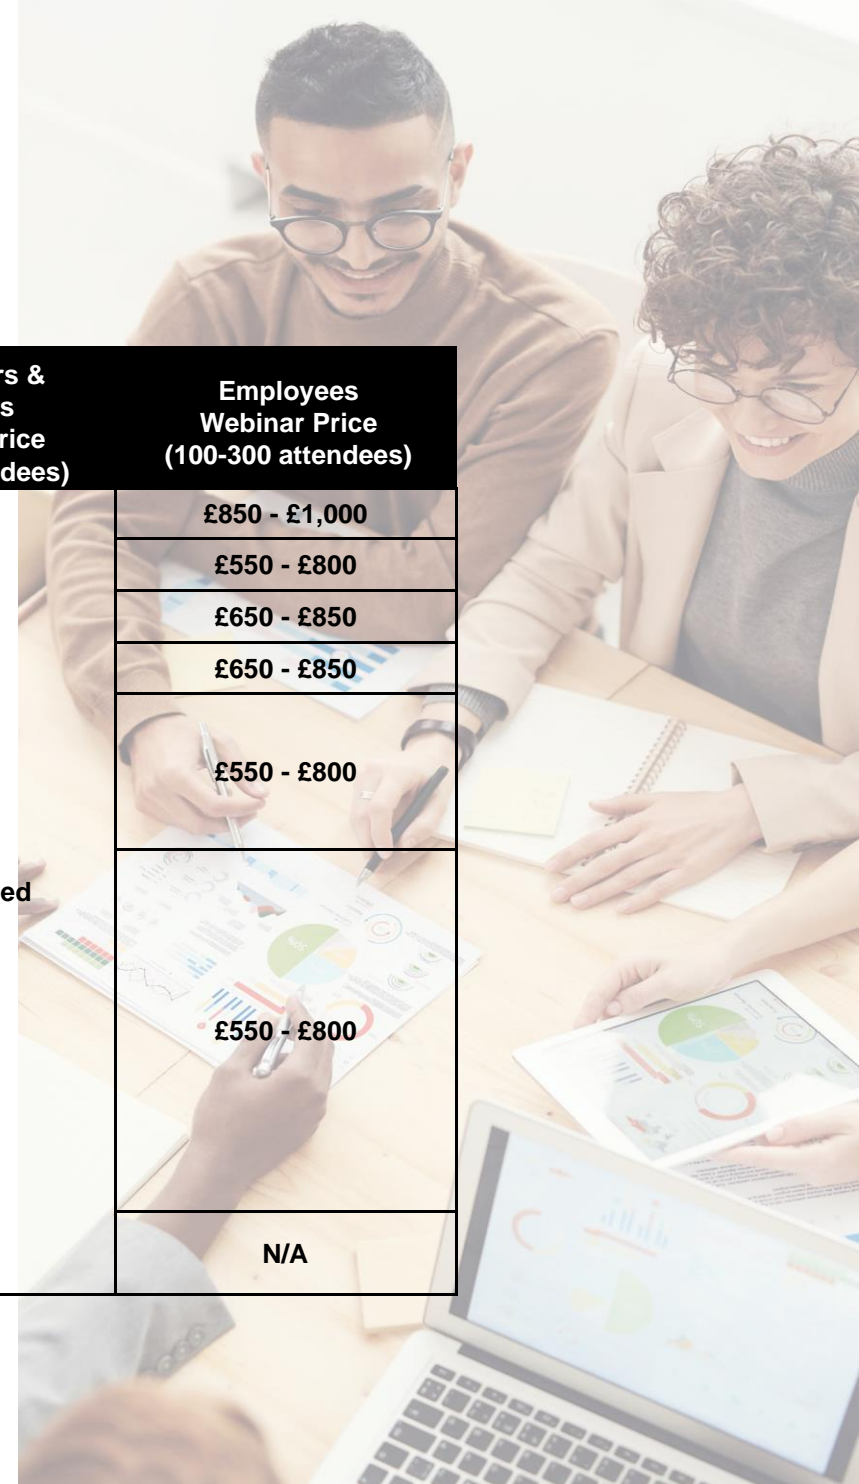 rs &
s
rice
dees)
Employees
Webinar Price
(100-300 attendees)
£850 - £1,000
£550 - £800
£650 - £850
£650 - £850
£550 - £800
ed
£550 - £800
N/A